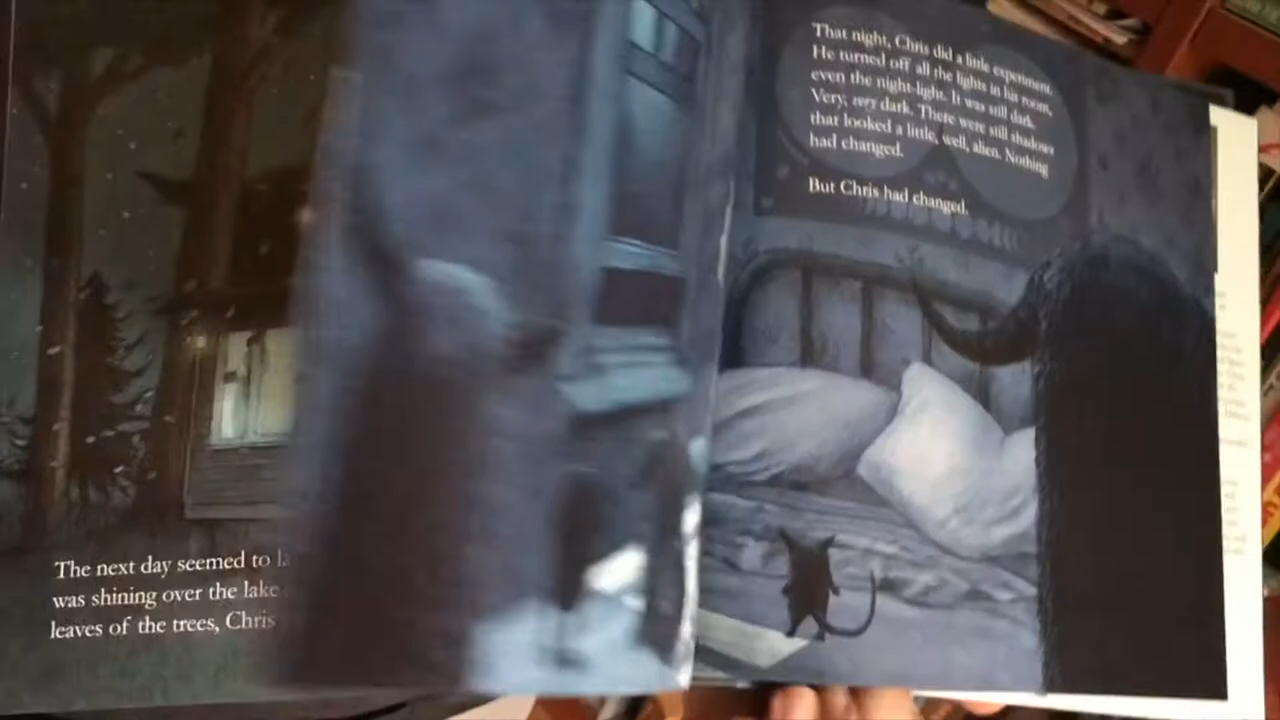 The next day seemed to
was shining over the lake
leaves of the trees, Chris
That night, Chris did a little experiment.
He turned off all the lights in his room,
even the night-light. It was still dark.
Very, very dark. There were still shadows
that looked a little, well, alien. Nothing
had changed.
But Chris had changed.